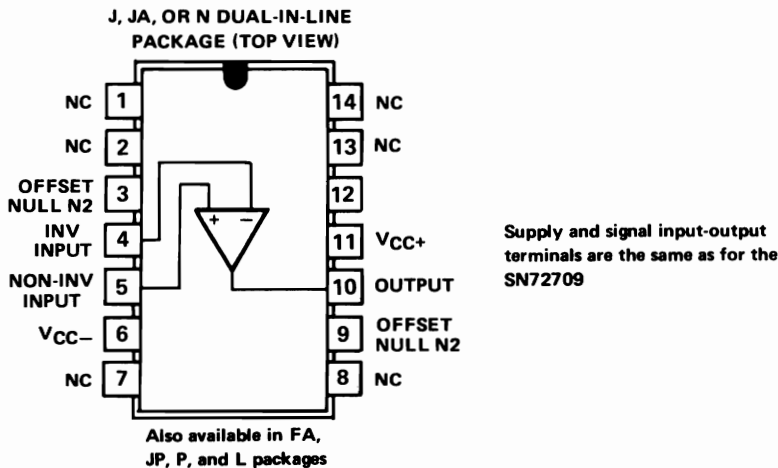 J, JA, OR N DUAL-IN-LINE
PACKAGE (TOP VIEW)
NC 1
14 NC
NC 2
13 NC
OFFSET
NULL N2
3
12
INV
INPUT
4
11 VCC+
NON-INV
INPUT
5
10 OUTPUT
VCC− 6
9 OFFSET
NULL N2
NC 7
8 NC
+ −
Also available in FA,
JP, P, and L packages
Supply and signal input-output
terminals are the same as for the
SN72709